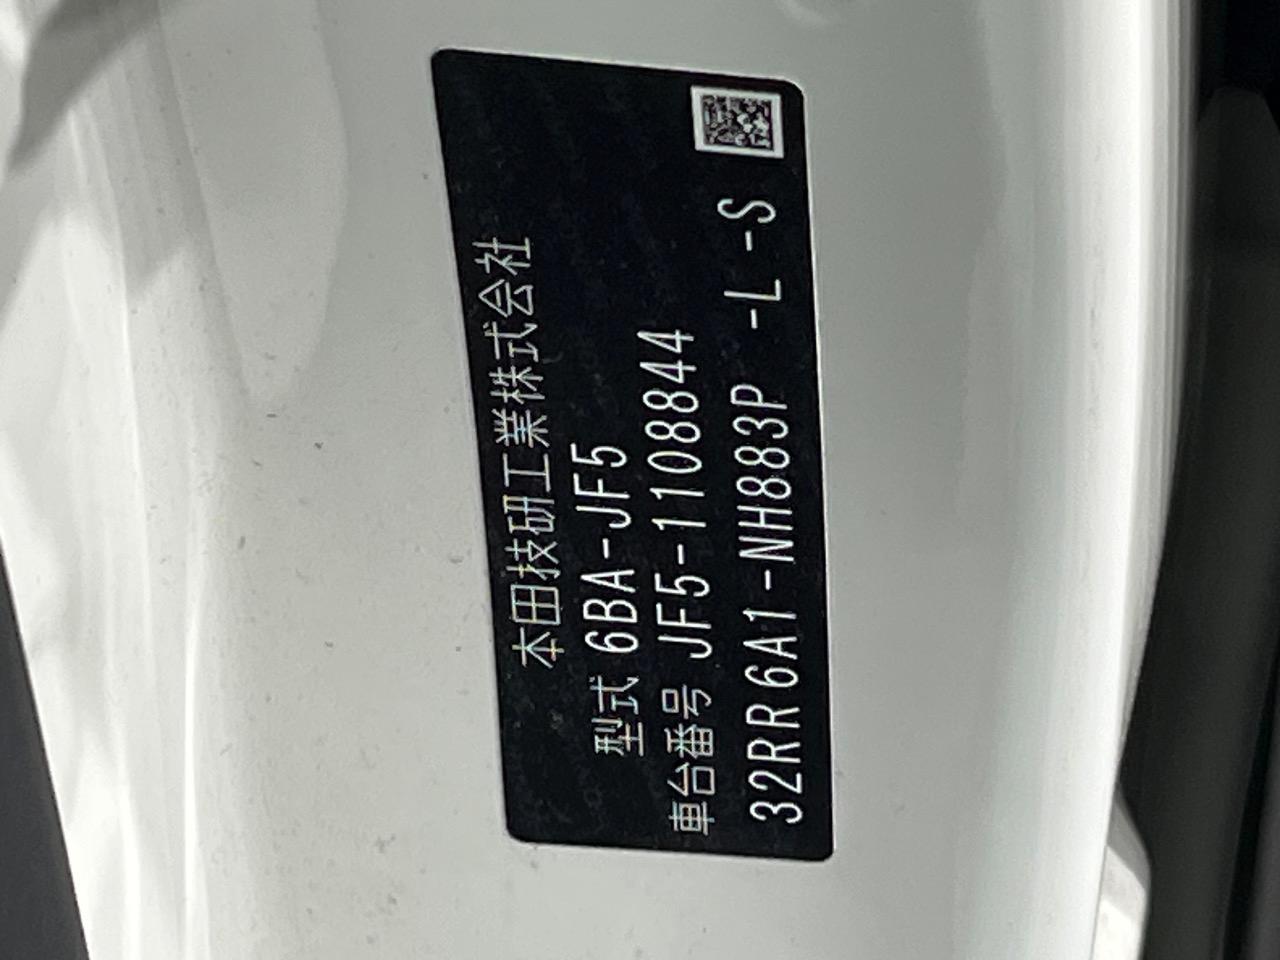 本田技研工業株式会社
型式 6BA-JF5
車台番号 JF5-1108844
32RR6A1-NH883P -L -S